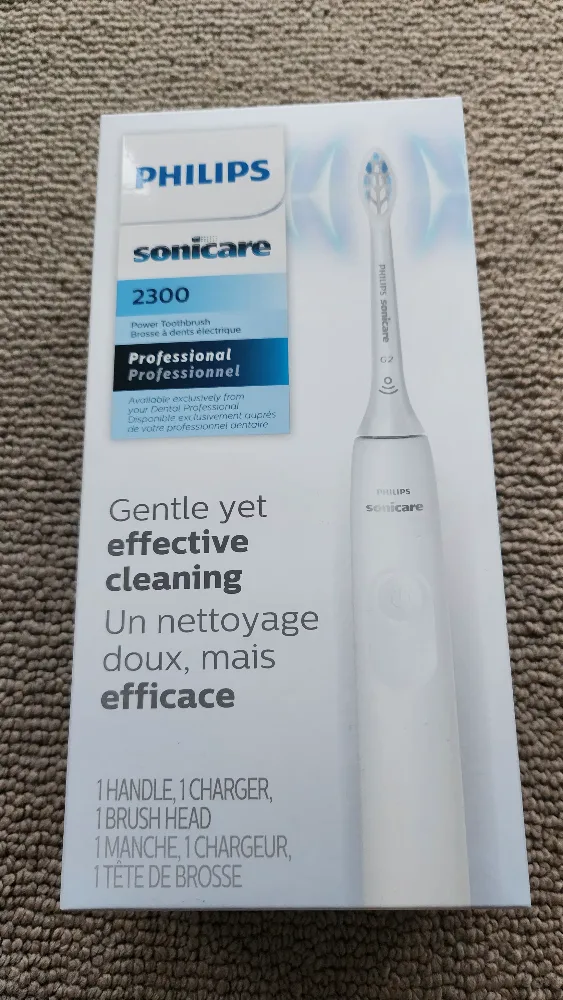 PHILIPS
sonicare
2300
Power Toothbrush
Brosse à dents électrique
Professional
Professionnel
Available exclusively from
your Dental Professional
Disponible exclusivement auprès
de votre professionnel dentaire
PHILIPS sonicare
G2
PHILIPS
sonicare
Gentle yet
effective
cleaning
Un nettoyage
doux, mais
efficace
1 HANDLE, 1 CHARGER,
1 BRUSH HEAD
1 MANCHE, 1 CHARGEUR,
1 TÊTE DE BROSSE